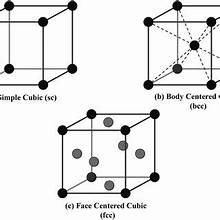 Simple Cubic (sc)
(b) Body Centered
(bcc)
(c) Face Centered Cubic
(fcc)